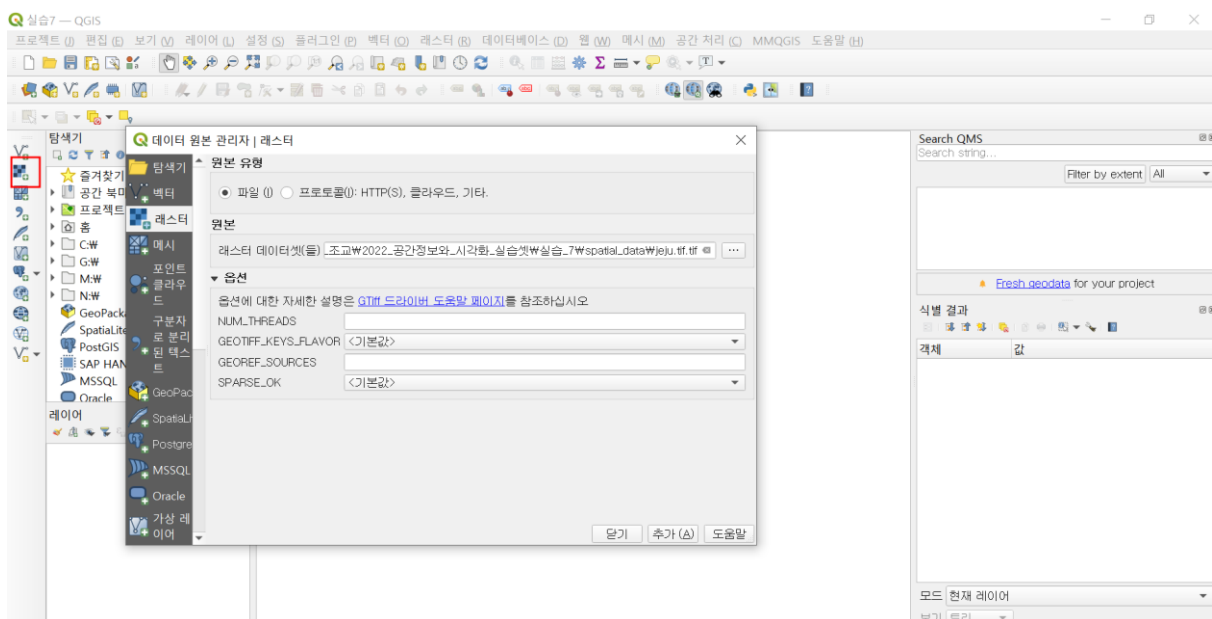 실습7 — QGIS
프로젝트 (J) 편집 (E) 보기 (V) 레이어 (L) 설정 (S) 플러그인 (P) 벡터 (O) 래스터 (R) 데이터베이스 (D) 웹 (W) 메시 (M) 공간 처리 (C) MMQGIS 도움말 (H)
탐색기
즐겨찾기
공간 북마
프로젝트
홈
C:₩
G:₩
M:₩
N:₩
GeoPack
SpatiaLite
PostGIS
SAP HAN
MSSQL
Oracle
레이어
데이터 원본 관리자 | 래스터
탐색기
벡터
래스터
메시
포인트
클라우
드
구분자
로 분리
된 텍스
트
GeoPac
SpatiaLi
Postgre
MSSQL
Oracle
가상 레
이어
원본 유형
파일 (I) 프로토콜(I): HTTP(S), 클라우드, 기타.
원본
래스터 데이터셋(들) _조교₩2022_공간정보와_시각화_실습셋₩실습_7₩spatial_data₩jeju.tif.tif ...
옵션
옵션에 대한 자세한 설명은 GTiff 드라이버 도움말 페이지를 참조하십시오
NUM_THREADS
GEOTIFF_KEYS_FLAVOR <기본값>
GEOREF_SOURCES
SPARSE_OK <기본값>
닫기 추가 (A) 도움말
Search QMS
Search string...
Filter by extent All
Fresh geodata for your project
식별 결과
객체 값
모드 현재 레이어
보기 트리